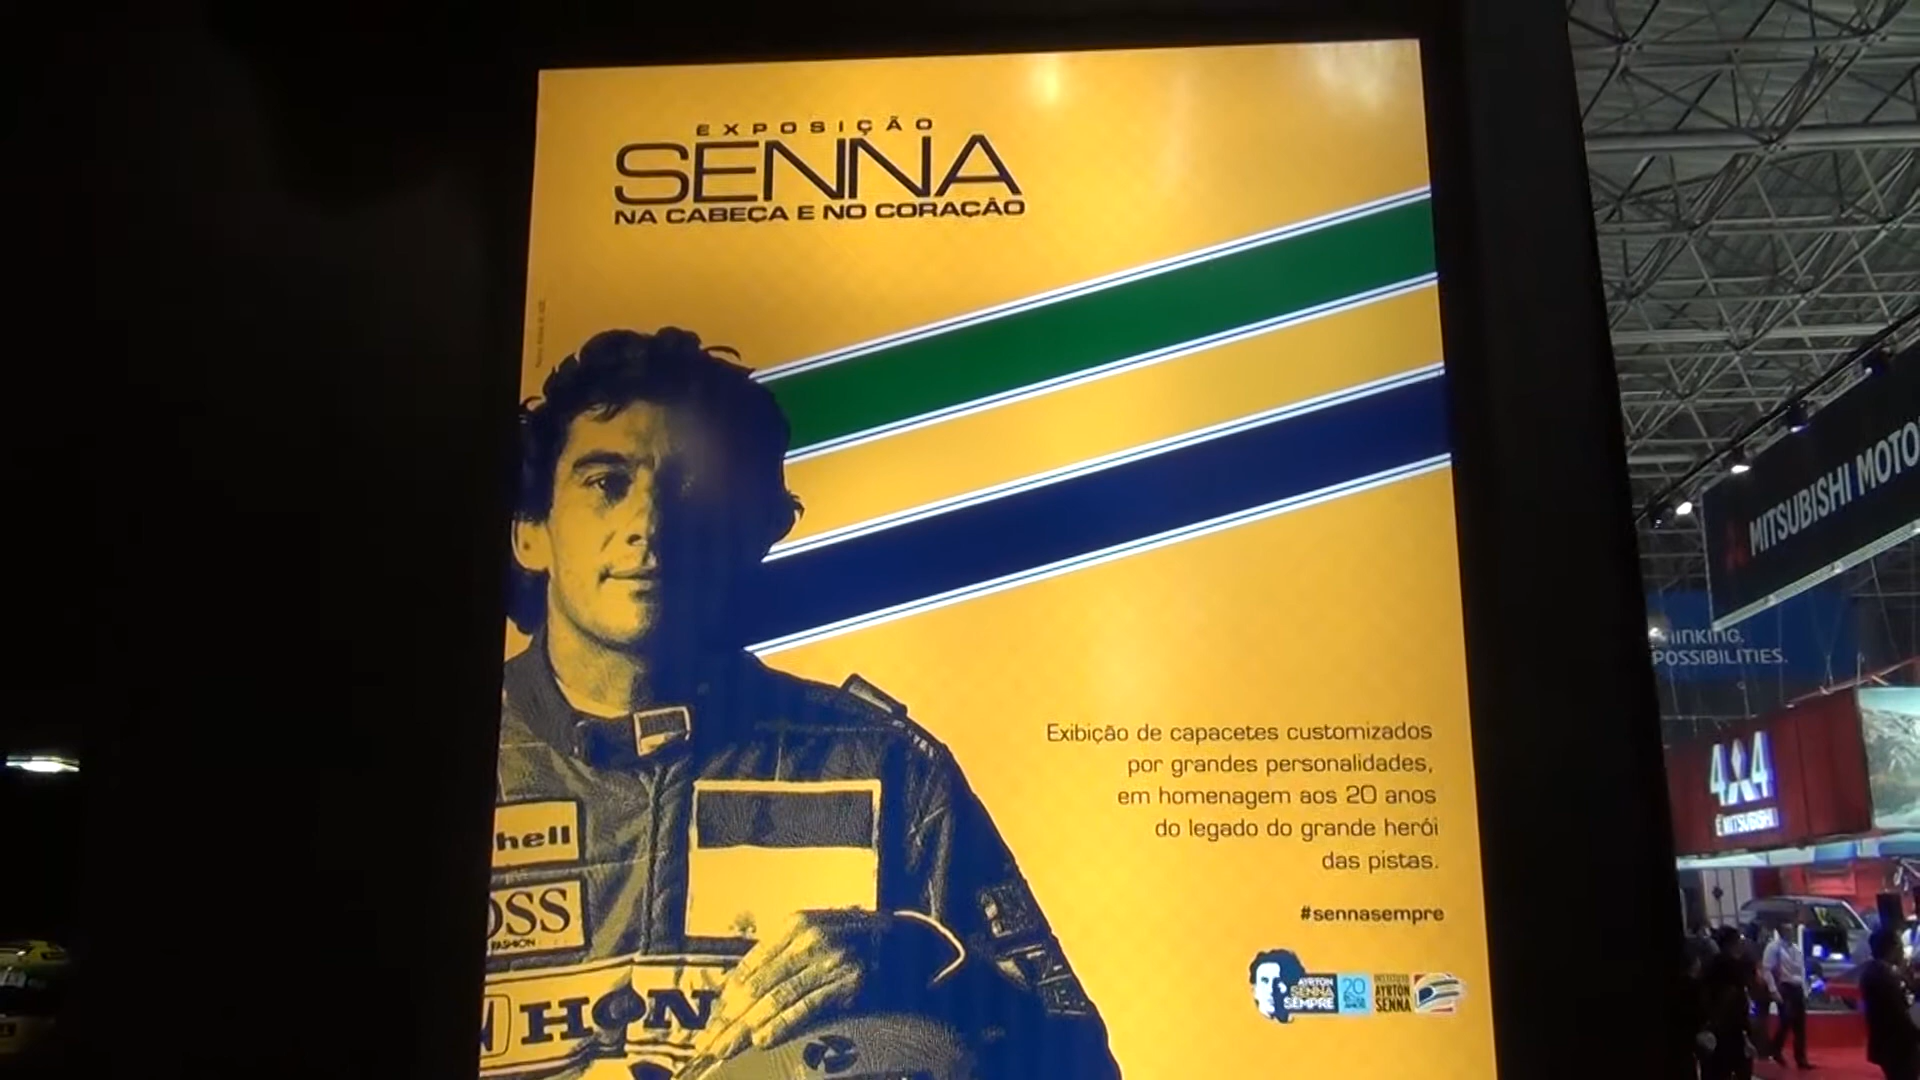 EXPOSIÇÃO
SENNA
NA CABEÇA E NO CORAÇÃO
Exibição de capacetes customizados
por grandes personalidades,
em homenagem aos 20 anos
do legado do grande herói
das pistas.
#sennasempre
AYRTON
SENNA
SEMPRE
20
INSTITUTO
AYRTON
SENNA
hell
OSS
FASHION
HON
MITSUBISHI MOTO
THINKING.
POSSIBILITIES.
4X4
É MITSUBISHI